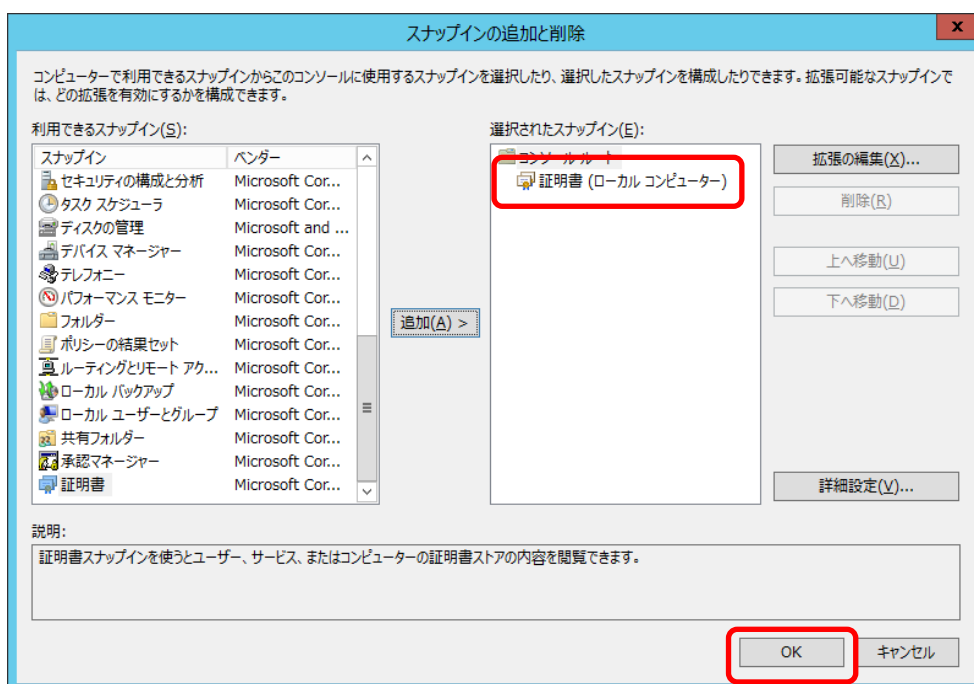 スナップインの追加と削除
x
コンピューターで利用できるスナップインからこのコンソールに使用するスナップインを選択したり、選択したスナップインを構成したりできます。拡張可能なスナップインで
は、どの拡張を有効にするかを構成できます。
利用できるスナップイン(S):
スナップイン ベンダー
セキュリティの構成と分析 Microsoft Cor...
タスク スケジューラ Microsoft Cor...
ディスクの管理 Microsoft and ...
デバイス マネージャー Microsoft Cor...
テレフォニー Microsoft Cor...
パフォーマンス モニター Microsoft Cor...
フォルダー Microsoft Cor...
ポリシーの結果セット Microsoft Cor...
ルーティングとリモート アク... Microsoft Cor...
ローカル バックアップ Microsoft Cor...
ローカル ユーザーとグループ Microsoft Cor...
共有フォルダー Microsoft Cor...
承認マネージャー Microsoft Cor...
証明書 Microsoft Cor...
追加(A) >
選択されたスナップイン(E):
コンソール ルート
証明書 (ローカル コンピューター)
拡張の編集(X)...
削除(R)
上へ移動(U)
下へ移動(D)
詳細設定(V)...
説明:
証明書スナップインを使うとユーザー、サービス、またはコンピューターの証明書ストアの内容を閲覧できます。
OK
キャンセル